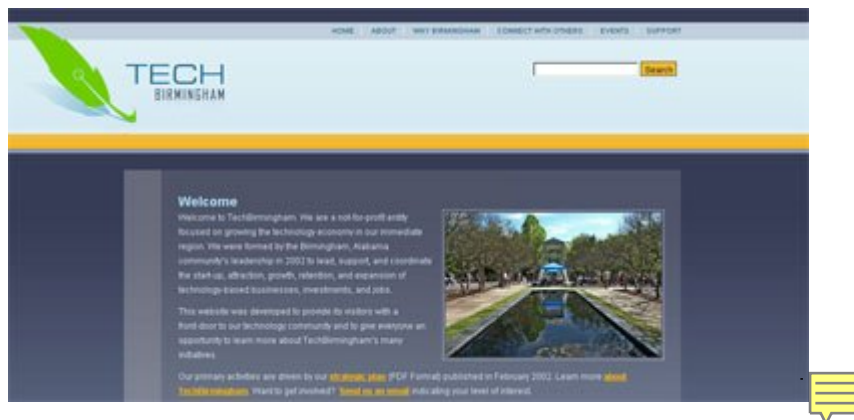 HOME ABOUT WHY BIRMINGHAM CONNECT WITH OTHERS EVENTS SUPPORT
TECH
BIRMINGHAM
Search
Welcome
Welcome to TechBirmingham. We are a not-for-profit entity
focused on growing the technology economy in our immediate
region. We were formed by the Birmingham, Alabama
community's leadership in 2002 to lead, support, and coordinate
the start-up, attraction, growth, retention, and expansion of
technology-based businesses, investments, and jobs.
This website was developed to provide its visitors with a
front-door to our technology community and to give everyone an
opportunity to learn more about TechBirmingham's many
initiatives.
Our primary activities are driven by our strategic plan (PDF Format) published in February 2002. Learn more about
TechBirmingham. Want to get involved? Send us an email indicating your level of interest.